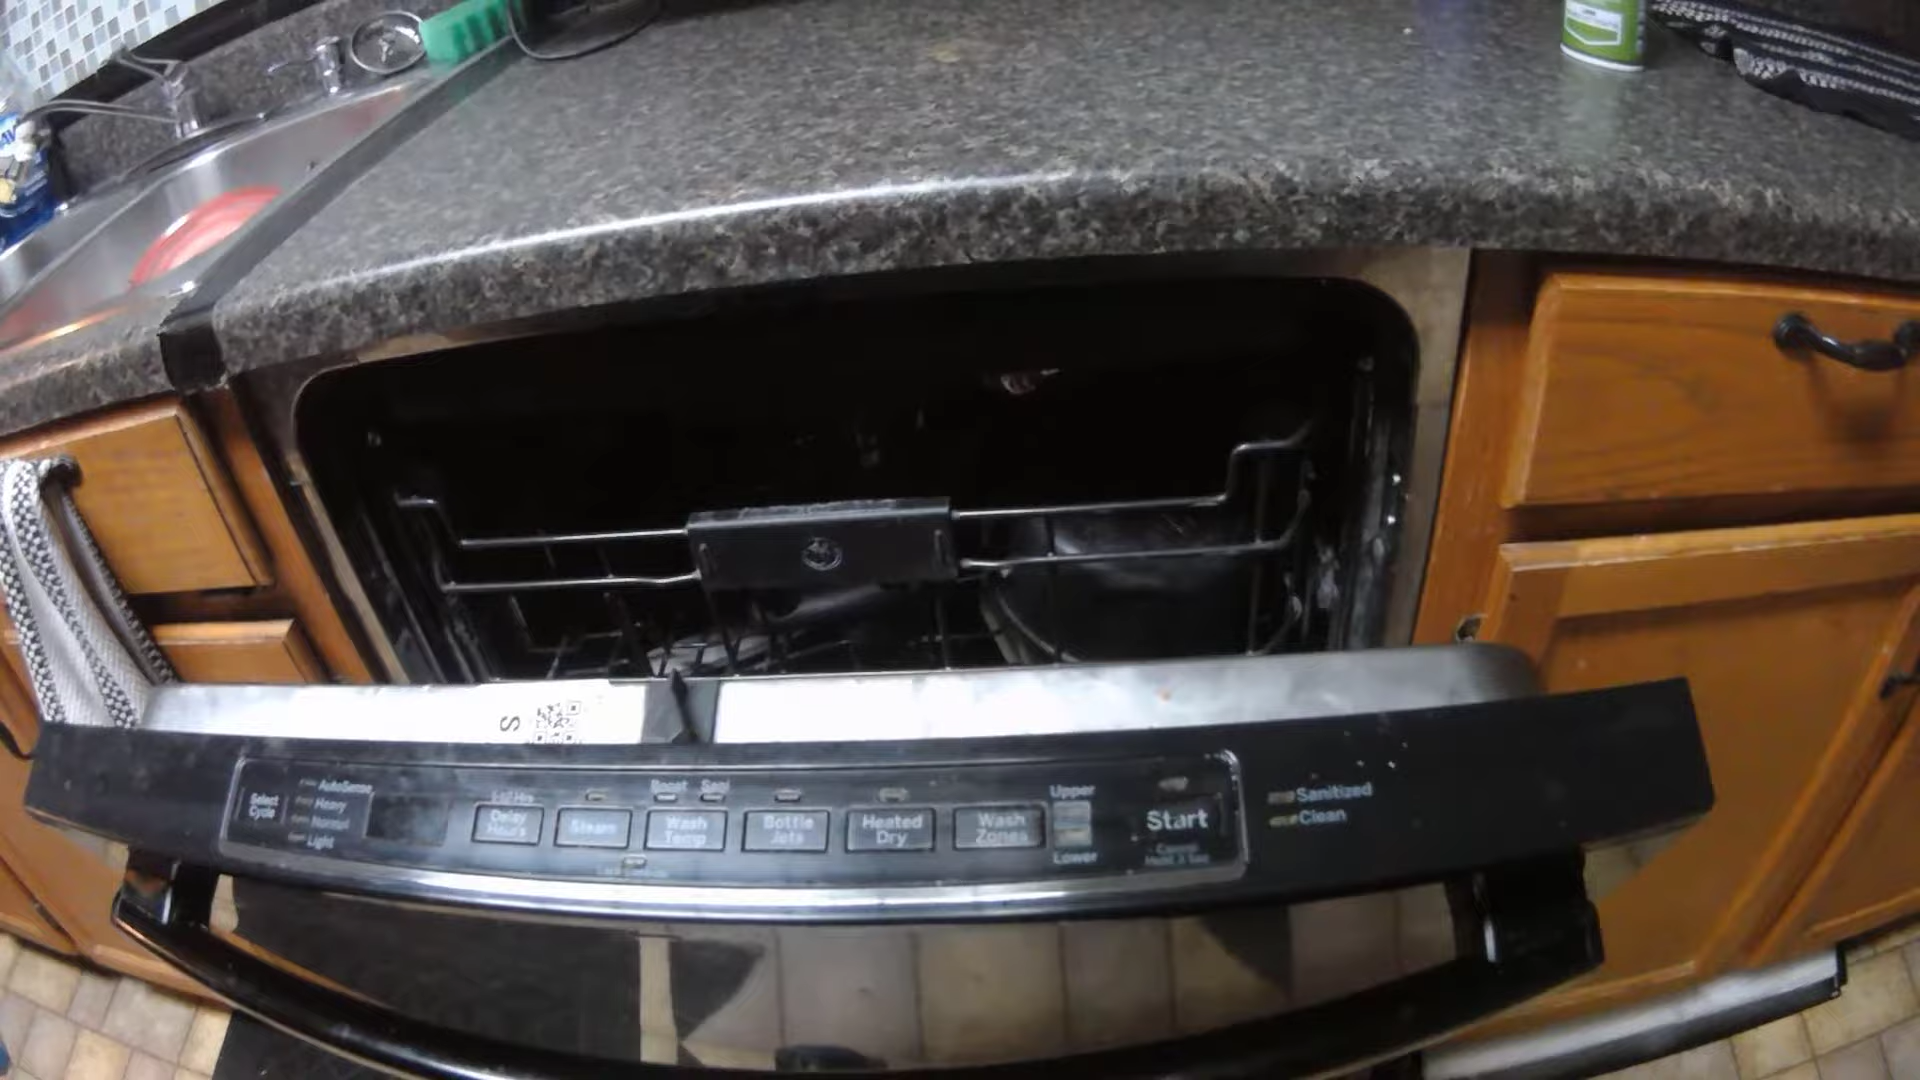 Select
Cycle
AutoSense
Heavy
Normal
Light
Delay
Hours
Steam
Boost Sani
Wash
Temp
Bottle
Jets
Heated
Dry
Wash
Zones
Upper
Lower
Start
Cancel
Sanitized
Clean
S